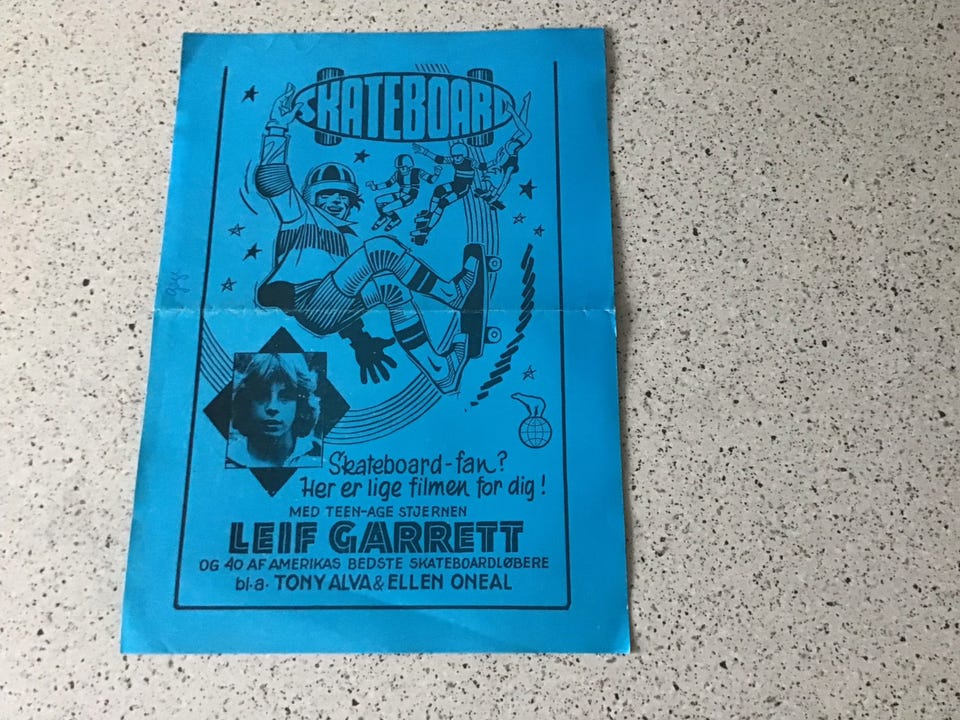 SKATEBOARD
Skateboard-fan?
Her er lige filmen for dig!
MED TEEN-AGE STJERNEN
LEIF GARRETT
OG 40 AF AMERIKAS BEDSTE SKATEBOARDLØBERE
bl.a. TONY ALVA & ELLEN ONEAL